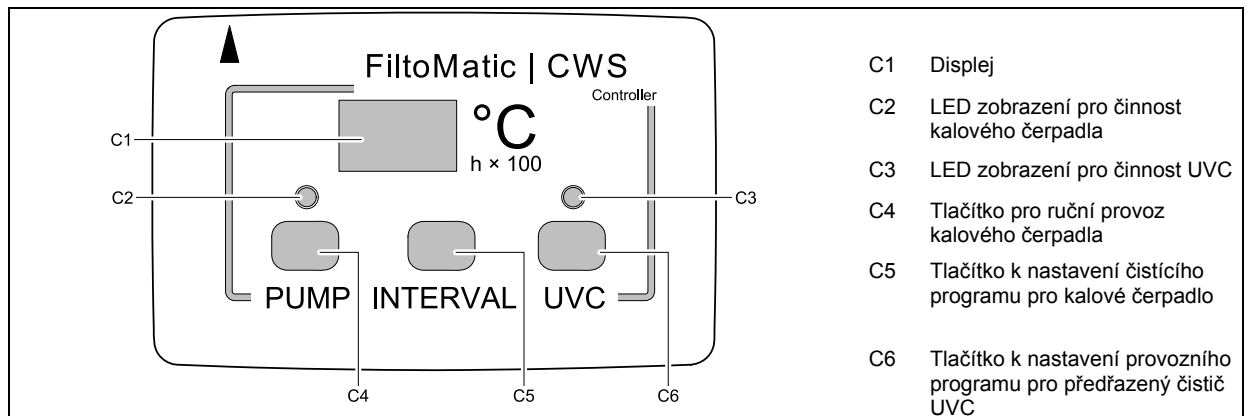 FiltoMatic | CWS
Controller
°C
h × 100
C1
C2
C3
PUMP INTERVAL UVC
C4 C5 C6
C1 Displej
C2 LED zobrazení pro činnost
kalového čerpadla
C3 LED zobrazení pro činnost UVC
C4 Tlačítko pro ruční provoz
kalového čerpadla
C5 Tlačítko k nastavení čistícího
programu pro kalové čerpadlo
C6 Tlačítko k nastavení provozního
programu pro předřazený čistič
UVC